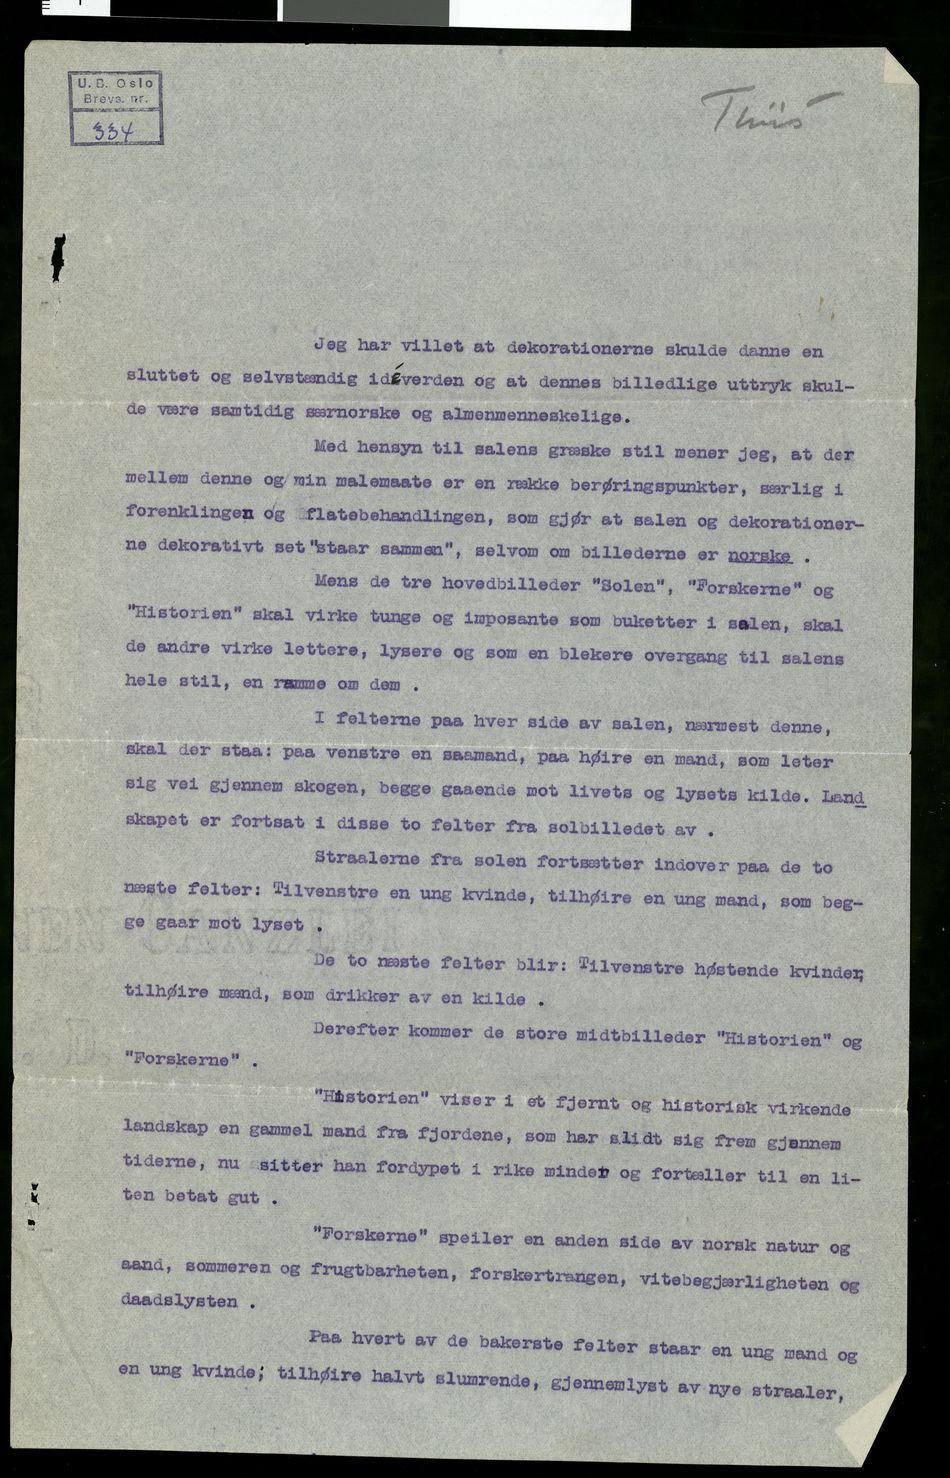 U.B. Oslo
Brevs. nr.
334
Thiis
Jeg har villet at dekorationerne skulde danne en
sluttet og selvstændig idéverden og at dennes billedlige uttryk skul-
de være samtidig særnorske og almenmenneskelige.
Med hensyn til salens græske stil mener jeg, at der
mellem denne og min malemaate er en række berøringspunkter, særlig i
forenklingen og flatebehandlingen, som gjør at salen og dekorationer-
ne dekorativt set "staar sammen", selvom om billederne er norske .
Mens de tre hovedbilleder "Solen", "Forskerne" og
"Historien" skal virke tunge og imposante som buketter i salen, skal
de andre virke lettere, lysere og som en blekere overgang til salens
hele stil, en ramme om dem .
I felterne paa hver side av salen, nærmest denne,
skal der staa: paa venstre en saamand, paa høire en mand, som leter
sig vei gjennem skogen, begge gaaende mot livets og lysets kilde. Land
skapet er fortsat i disse to felter fra solbilledet av .
Straalerne fra solen fortsætter indover paa de to
næste felter: Tilvenstre en ung kvinde, tilhøire en ung mand, som beg-
ge gaar mot lyset .
De to næste felter blir: Tilvenstre høstende kvinder;
tilhøire mænd, som drikker av en kilde .
Derefter kommer de store midtbilleder "Historien" og
"Forskerne" .
"Historien" viser i et fjernt og historisk virkende
landskap en gammel mand fra fjordene, som har slidt sig frem gjennem
tiderne, nu sitter han fordypet i rike minder og fortæller til en li-
ten betat gut .
"Forskerne" speiler en anden side av norsk natur og
aand, sommeren og frugtbarheten, forskertrangen, vitebegjærligheten og
daadslysten .
Paa hvert av de bakerste felter staar en ung mand og
en ung kvinde; tilhøire halvt slumrende, gjennemlyst av nye straaler,